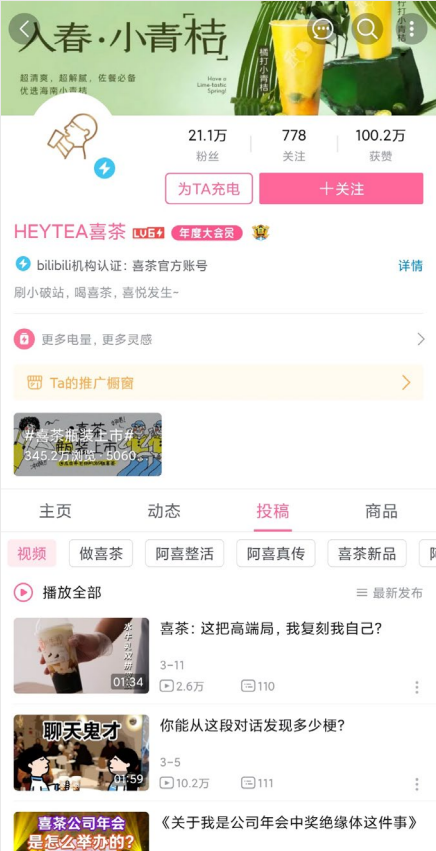 入春·小青桔
超清爽，超解腻，佐餐必备
优选海南小青桔
Have a
Lime-tastic
Spring!
橘打小青桔
21.1万
粉丝
778
关注
100.2万
获赞
为TA充电
＋关注
HEYTEA喜茶 LV6 年度大会员
bilibili机构认证：喜茶官方账号
详情
刷小破站，喝喜茶，喜悦发生~
更多电量，更多灵感
Ta的推广橱窗
#喜茶瓶装上市#
345.2万浏览 · 5060...
主页 动态 投稿 商品
视频 做喜茶 阿喜整活 阿喜真传 喜茶新品
播放全部
最新发布
01:34
喜茶：这把高端局，我复刻我自己？
3-11
2.6万 110
聊天鬼才
01:59
你能从这段对话发现多少梗？
3-5
10.2万 111
喜茶公司年会
是怎么举办的？
《关于我是公司年会中奖绝缘体这件事》